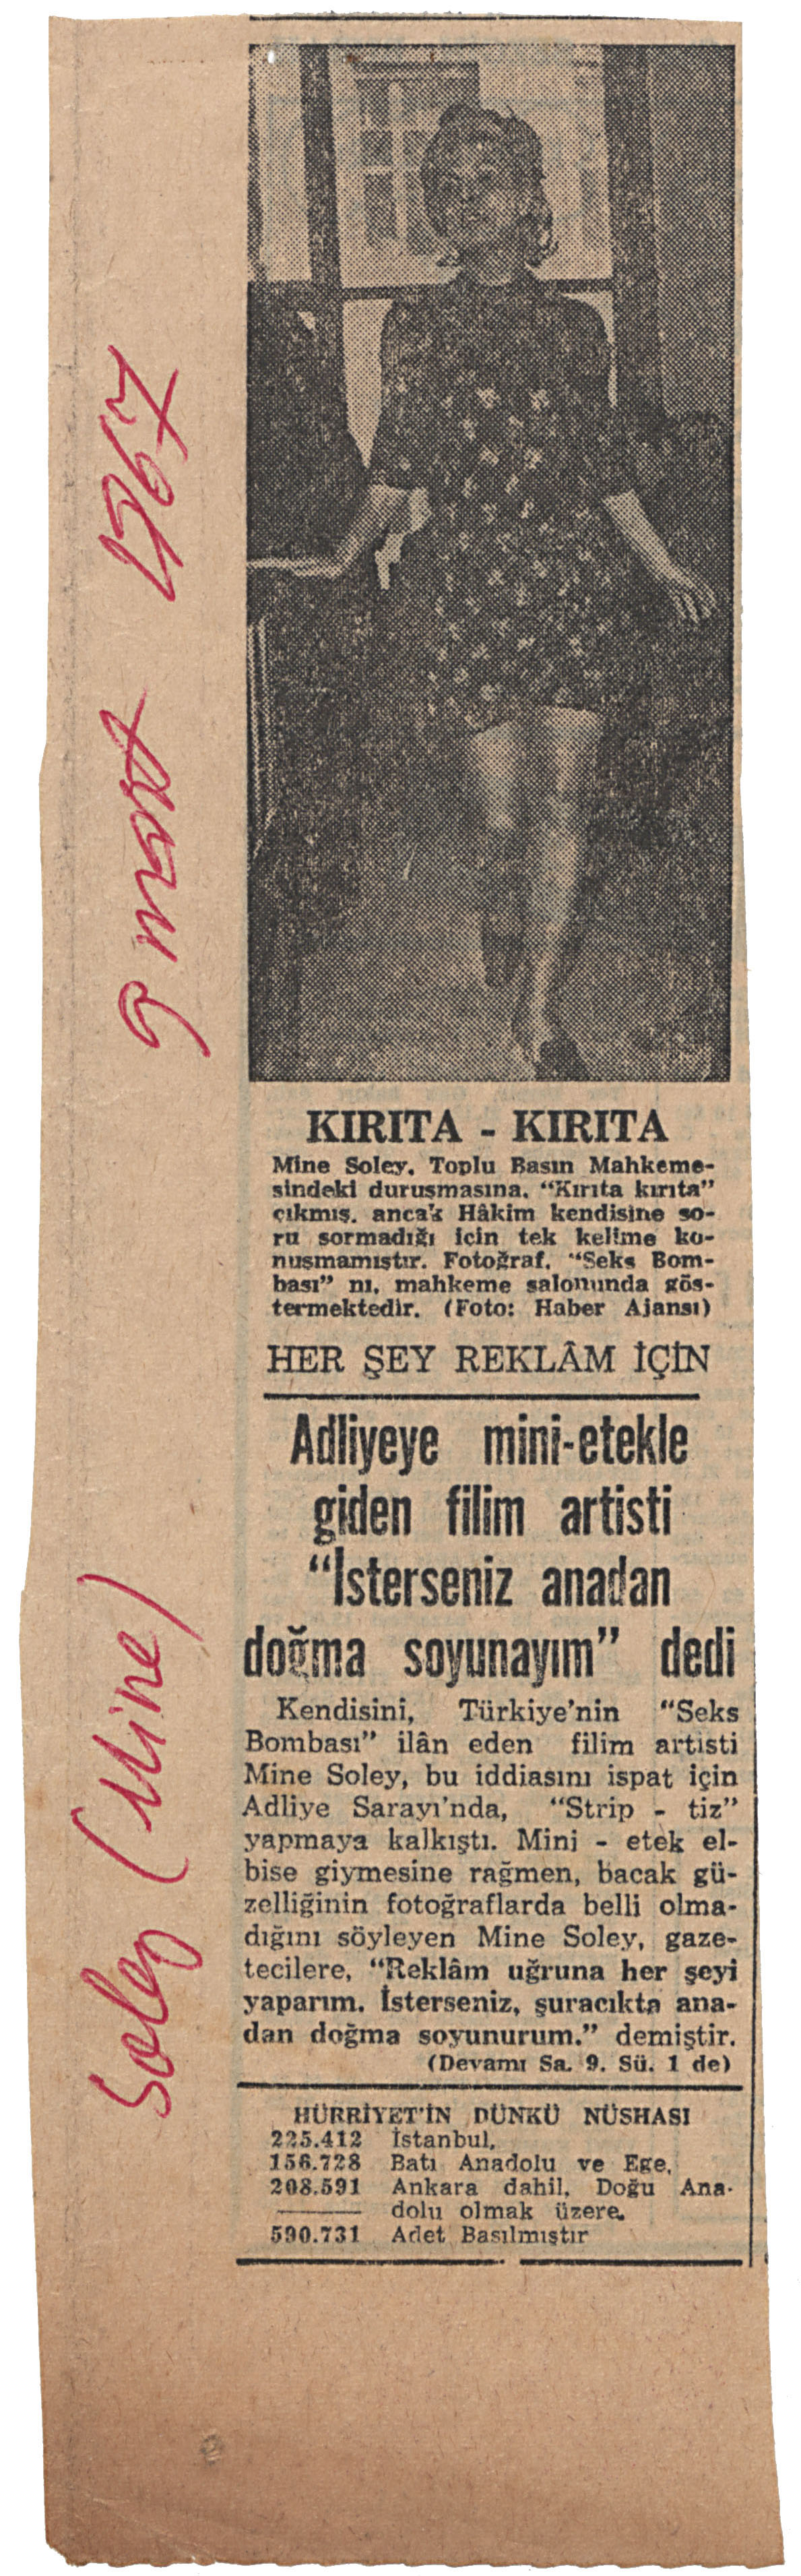 9 mart 1967
Soley (Mine)
KIRITA - KIRITA
Mine Soley, Toplu Basın Mahkeme-
sindeki duruşmasına, “Kırıta kırıta”
çıkmış, ancak Hâkim kendisine so-
ru sormadığı için tek kelime ko-
nuşmamıştır. Fotoğraf, “Seks Bom-
bası” nı, mahkeme salonunda gös-
termektedir. (Foto: Haber Ajansı)
HER ŞEY REKLÂM İÇİN
Adliyeye mini-etekle
giden filim artisti
“İsterseniz anadan
doğma soyunayım” dedi
Kendisini, Türkiye'nin “Seks
Bombası” ilân eden filim artisti
Mine Soley, bu iddiasını ispat için
Adliye Sarayı'nda, “Strip - tiz”
yapmaya kalkıştı. Mini - etek el-
bise giymesine rağmen, bacak gü-
zelliğinin fotoğraflarda belli olma-
dığını söyleyen Mine Soley, gaze-
tecilere, “Reklâm uğruna her şeyi
yaparım. İsterseniz, şuracıkta ana-
dan doğma soyunurum.” demiştir.
(Devamı Sa. 9. Sü. 1 de)
HÜRRİYET'İN DÜNKÜ NÜSHASI
225.412 İstanbul,
156.728 Batı Anadolu ve Ege,
208.591 Ankara dahil, Doğu Ana-
dolu olmak üzere,
590.731 Adet Basılmıştır